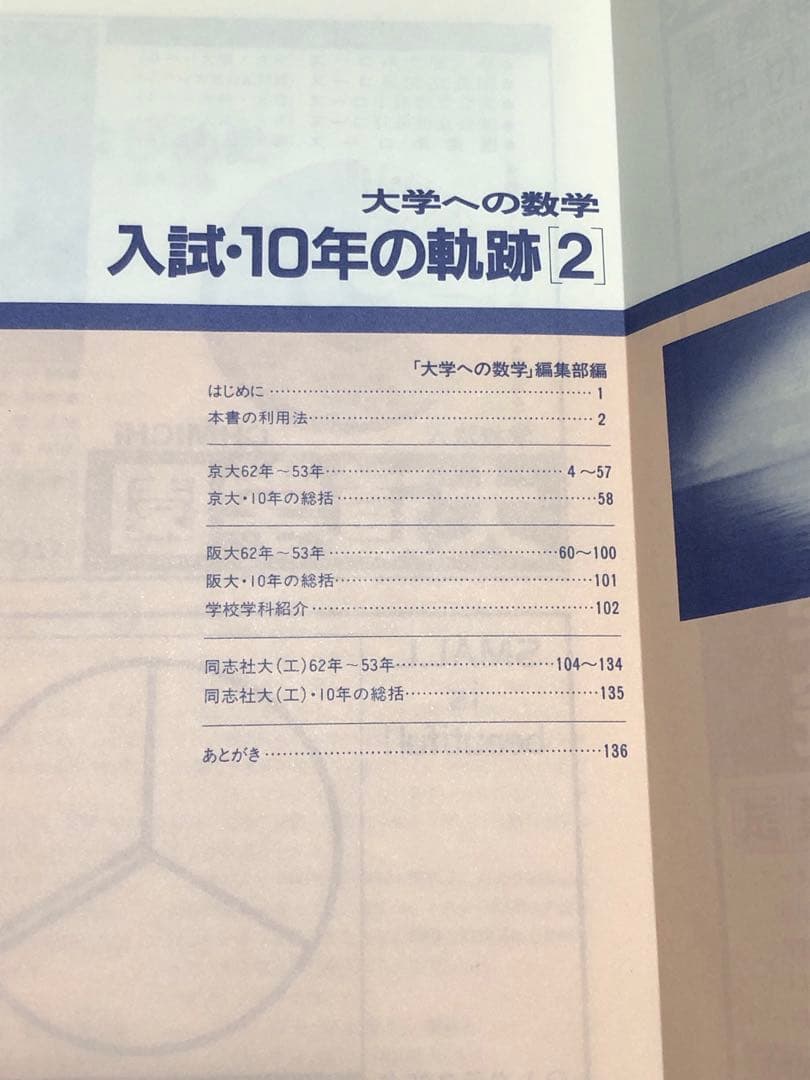 大学への数学
入試・10年の軌跡[2]
「大学への数学」編集部編
はじめに…………………………………………1
本書の利用法……………………………………2
京大62年～53年……………………………4～57
京大・10年の総括………………………………58
阪大62年～53年…………………………60～100
阪大・10年の総括……………………………101
学校学科紹介…………………………………102
同志社大(工)62年～53年………………104～134
同志社大(工)・10年の総括…………………135
あとがき………………………………………136